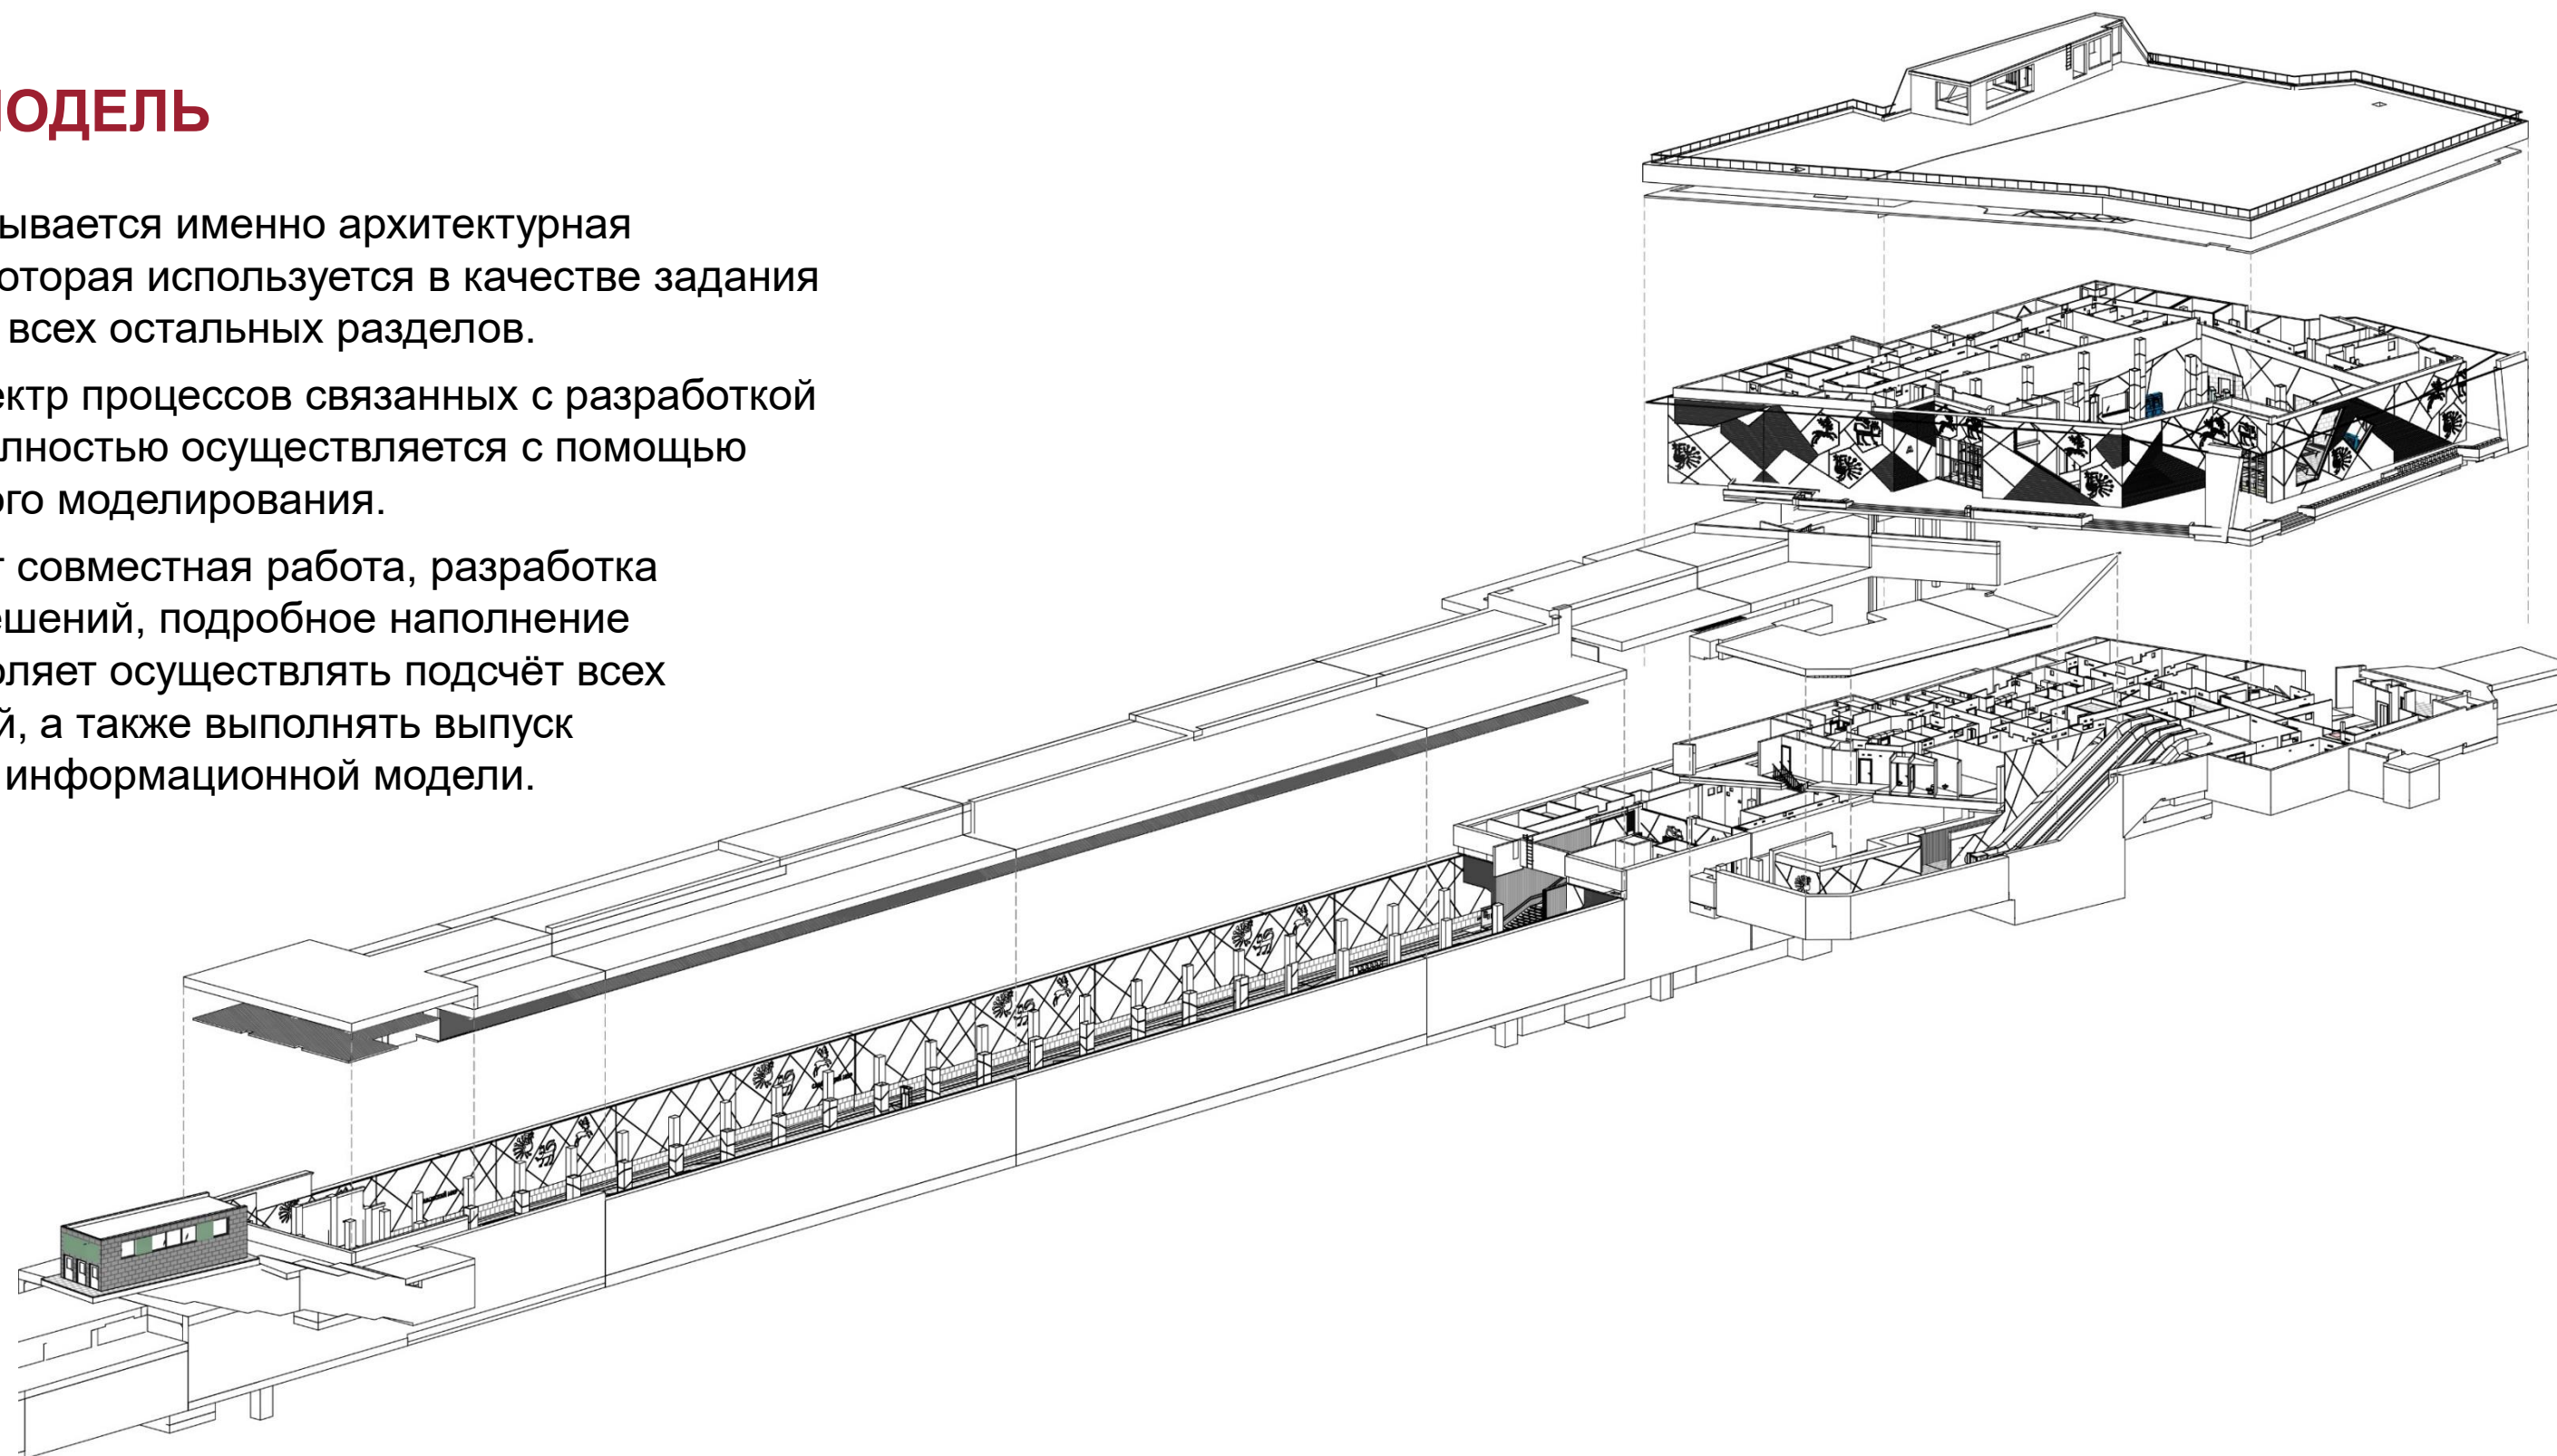 ОДЕЛЬ
ывается именно архитектурная
оторая используется в качестве задания
всех остальных разделов.
ектр процессов связанных с разработкой
лностью осуществляется с помощью
ого моделирования.
т совместная работа, разработка
ешений, подробное наполнение
оляет осуществлять подсчёт всех
й, а также выполнять выпуск
информационной модели.